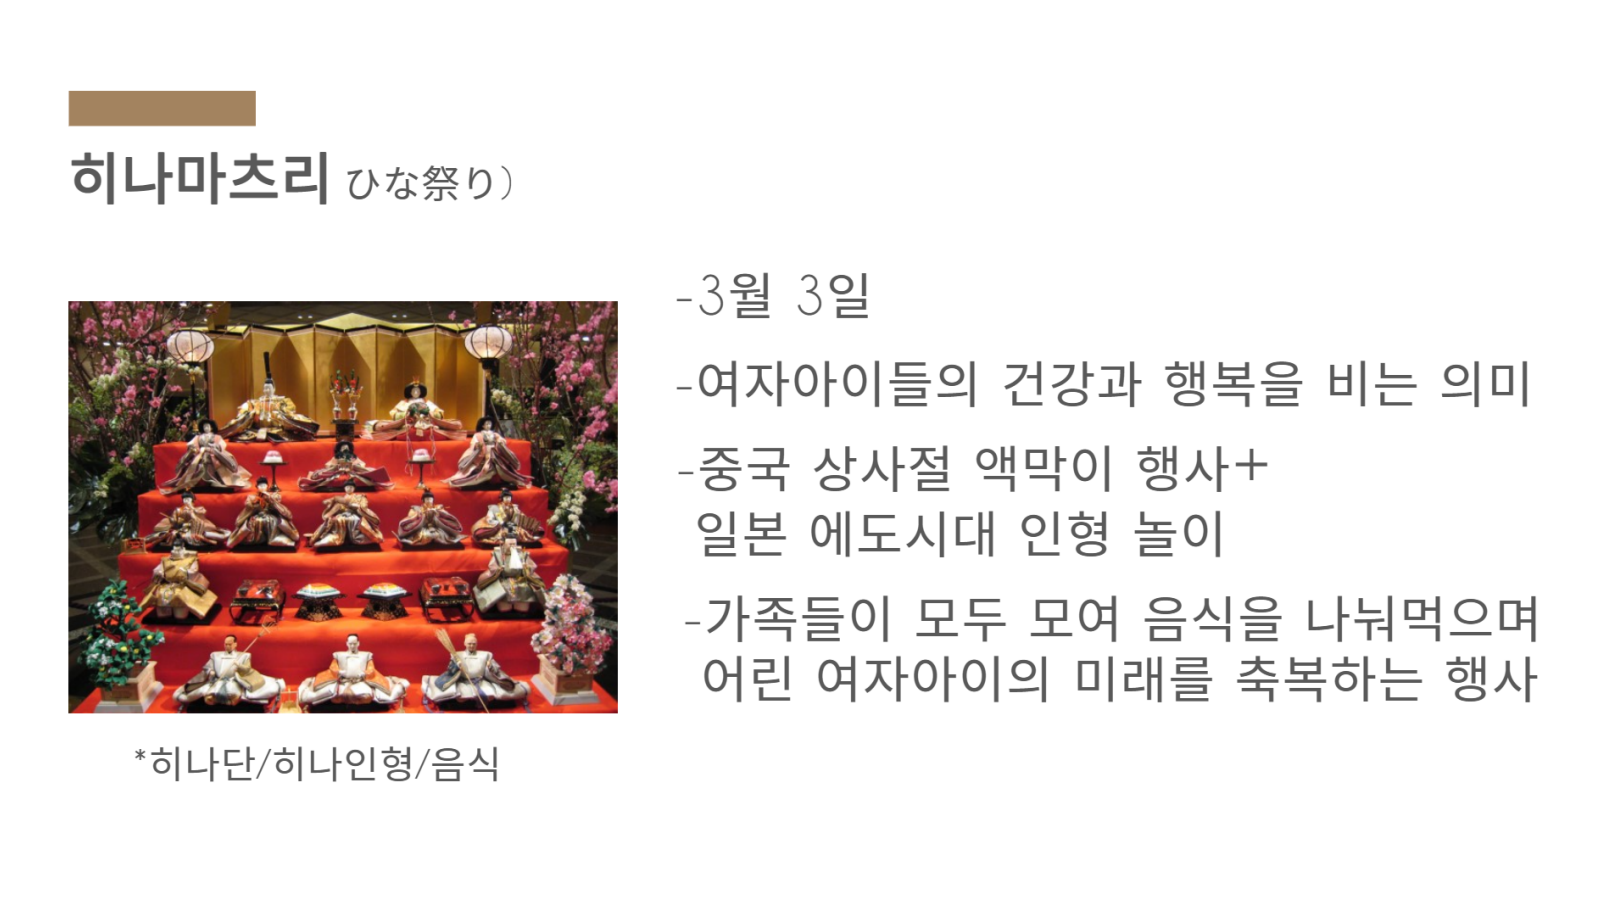 히나마츠리 ひな祭り）
-3월 3일
-여자아이들의 건강과 행복을 비는 의미
-중국 상사절 액막이 행사+
일본 에도시대 인형 놀이
-가족들이 모두 모여 음식을 나눠먹으며
어린 여자아이의 미래를 축복하는 행사
*히나단/히나인형/음식